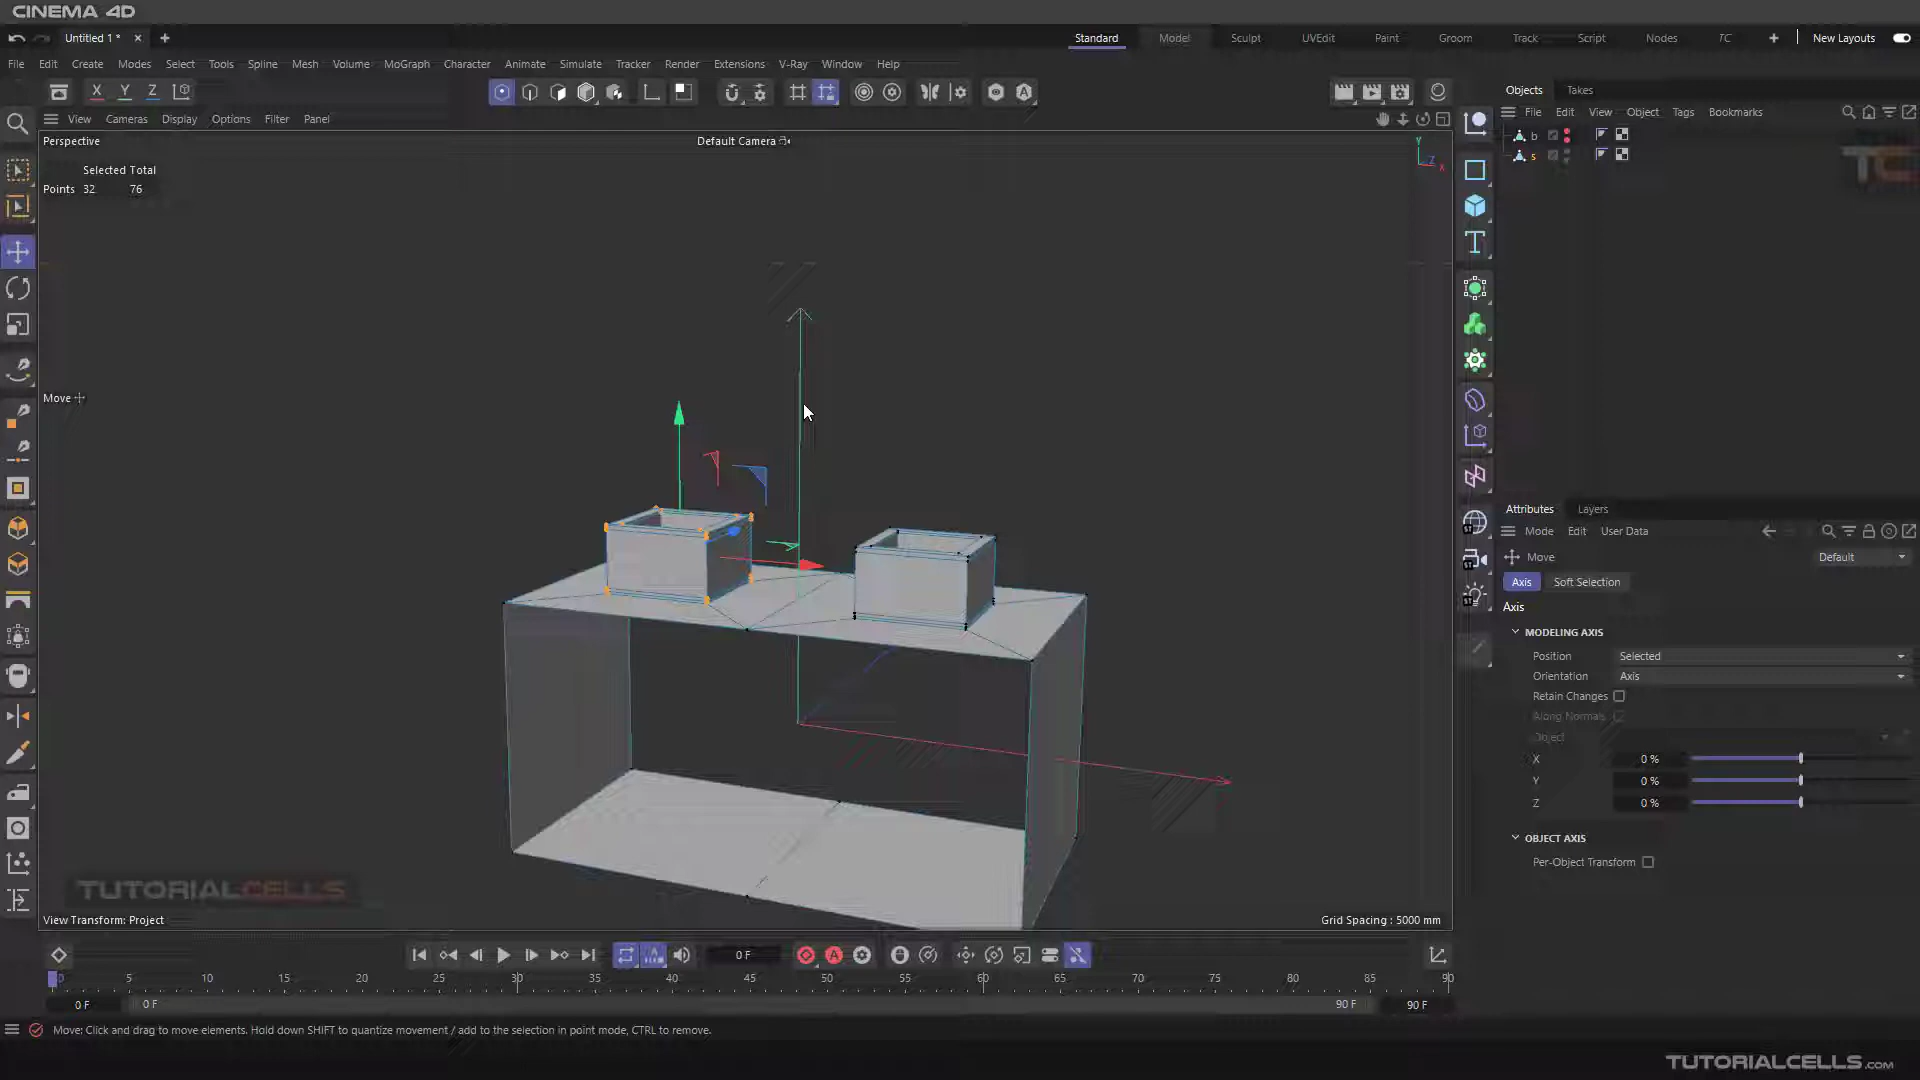 CINEMA 4D
Untitled 1 *
Standard Model Sculpt UVEdit Paint Groom Track Script Nodes TC New Layouts
File Edit Create Modes Select Tools Spline Mesh Volume MoGraph Character Animate Simulate Tracker Render Extensions V-Ray Window Help
X Y Z
View Cameras Display Options Filter Panel
Perspective
Default Camera
Selected Total
Points 32 76
Y
Z
X
Move
TUTORIALCELLS
View Transform: Project
Grid Spacing : 5000 mm
Objects Takes
File Edit View Object Tags Bookmarks
b
s
TC
ST
ST
ST
Attributes Layers
Mode Edit User Data
Move Default
Axis Soft Selection
Axis
MODELING AXIS
Position Selected
Orientation Axis
Retain Changes
Along Normals
Object
X 0 %
Y 0 %
Z 0 %
OBJECT AXIS
Per-Object Transform
0 F
0 5 10 15 20 25 30 35 40 45 50 55 60 65 70 75 80 85 90
0 F 0 F 90 F 90 F
Move: Click and drag to move elements. Hold down SHIFT to quantize movement / add to the selection in point mode, CTRL to remove.
TUTORIALCELLS.COM